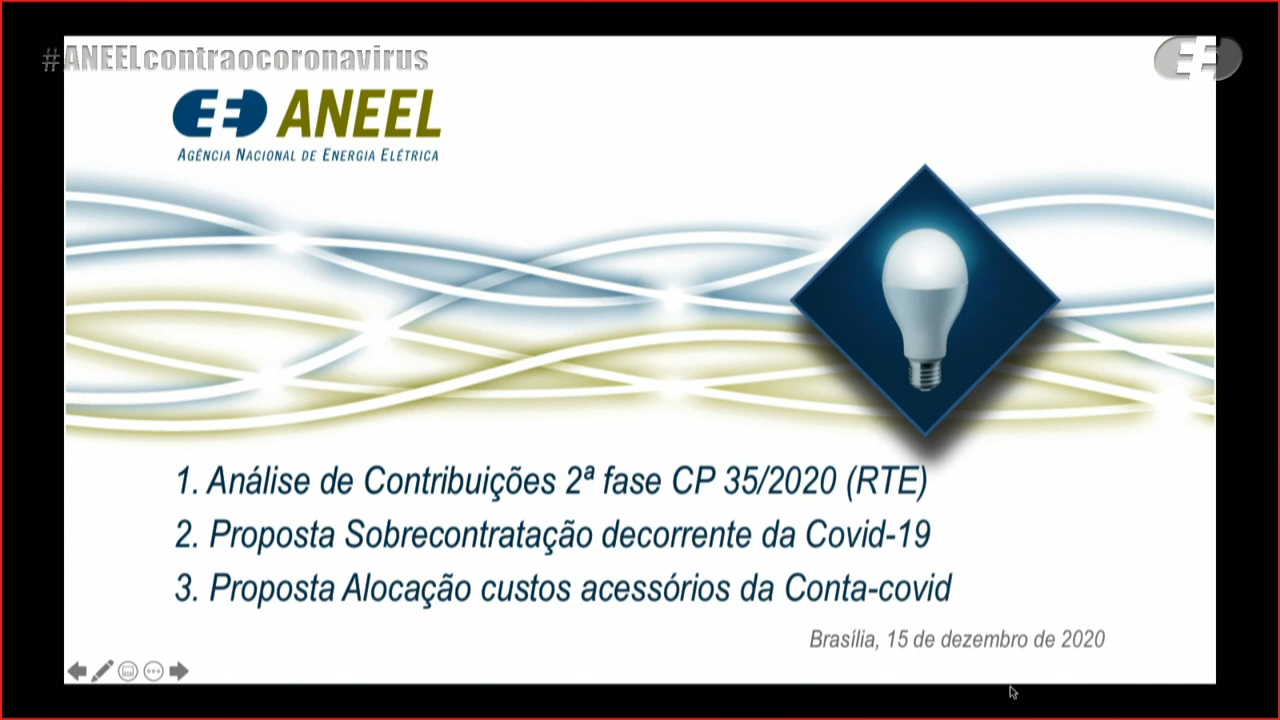 #ANEELcontraocoronavirus
ANEEL
AGÊNCIA NACIONAL DE ENERGIA ELÉTRICA
1. Análise de Contribuições 2ª fase CP 35/2020 (RTE)
2. Proposta Sobrecontratação decorrente da Covid-19
3. Proposta Alocação custos acessórios da Conta-covid
Brasília, 15 de dezembro de 2020